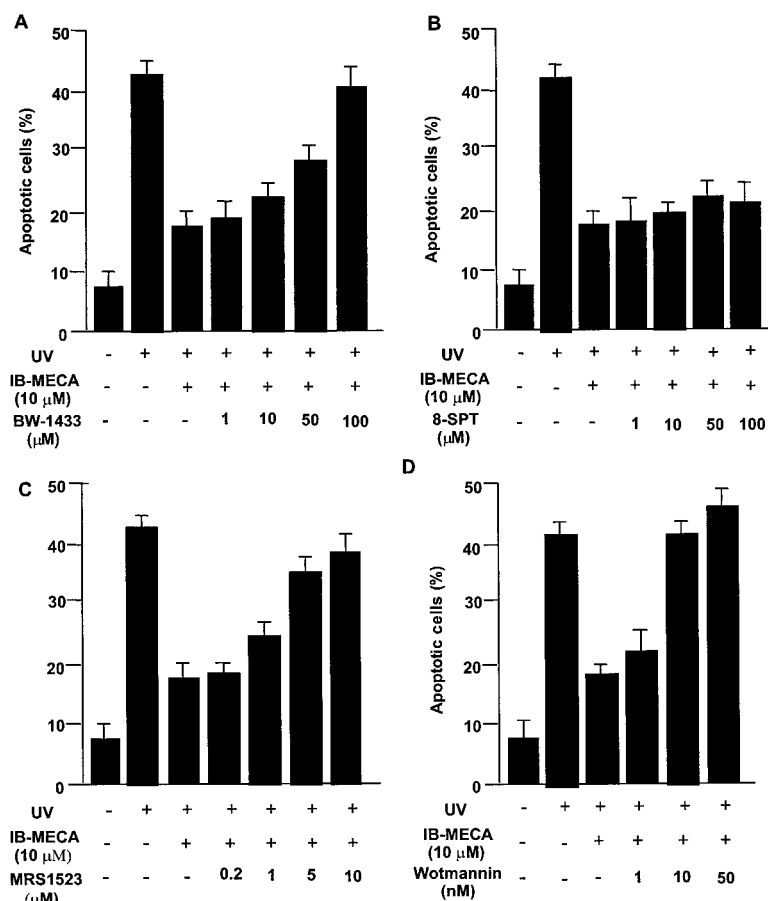 A
50
40
30
20
10
0
Apoptotic cells (%)
UV - + + + + + +
IB-MECA - - + + + + +
(10 μM)
BW-1433 - - - 1 10 50 100
(μM)
B
50
40
30
20
10
0
Apoptotic cells (%)
UV - + + + + + +
IB-MECA - - + + + + +
(10 μM)
8-SPT - - - 1 10 50 100
μM)
C
50
40
30
20
10
0
UV - + + + + + +
IB-MECA - - + + + + +
(10 μM)
MRS1523 - - - 0.2 1 5 10
(μM)
D
50
40
30
20
10
0
Apoptotic cells (%)
UV - + + + + +
IB-MECA - - + + + +
(10 μM)
Wotmannin - - - 1 10 50
(nM)